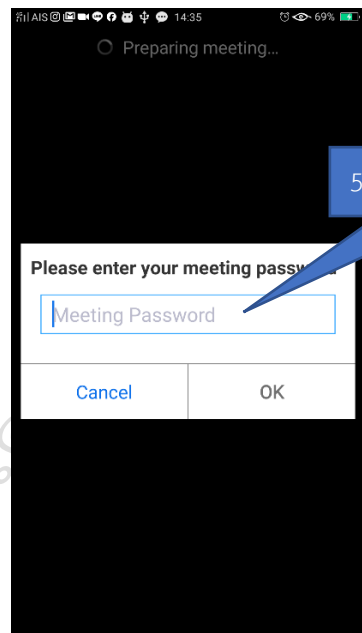 AIS 14:35 69%
Preparing meeting...
5
Please enter your meeting
Meeting Password
Cancel OK